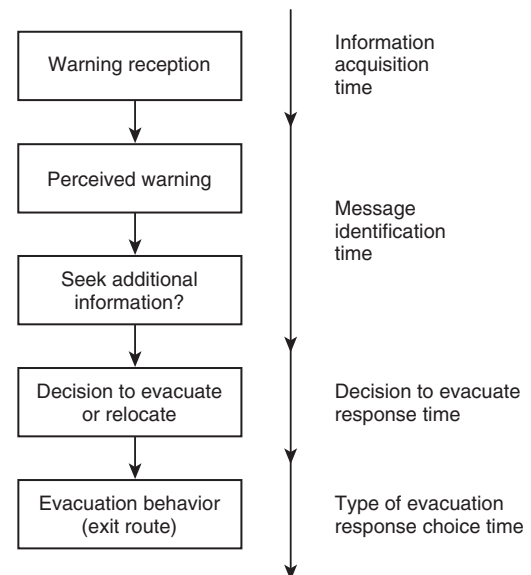 Warning reception
Information
acquisition
time
Perceived warning
Message
identification
time
Seek additional
information?
Decision to evacuate
or relocate
Decision to evacuate
response time
Evacuation behavior
(exit route)
Type of evacuation
response choice time